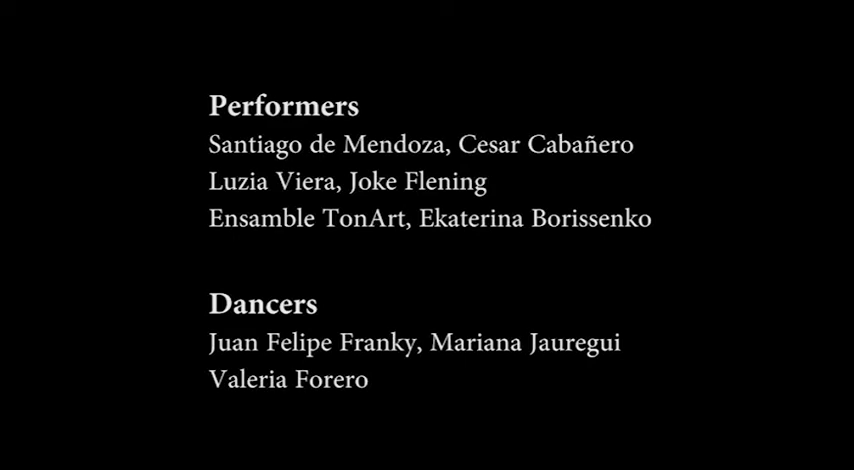 Performers
Santiago de Mendoza, Cesar Cabañero
Luzia Viera, Joke Flening
Ensamble TonArt, Ekaterina Borissenko
Dancers
Juan Felipe Franky, Mariana Jauregui
Valeria Forero